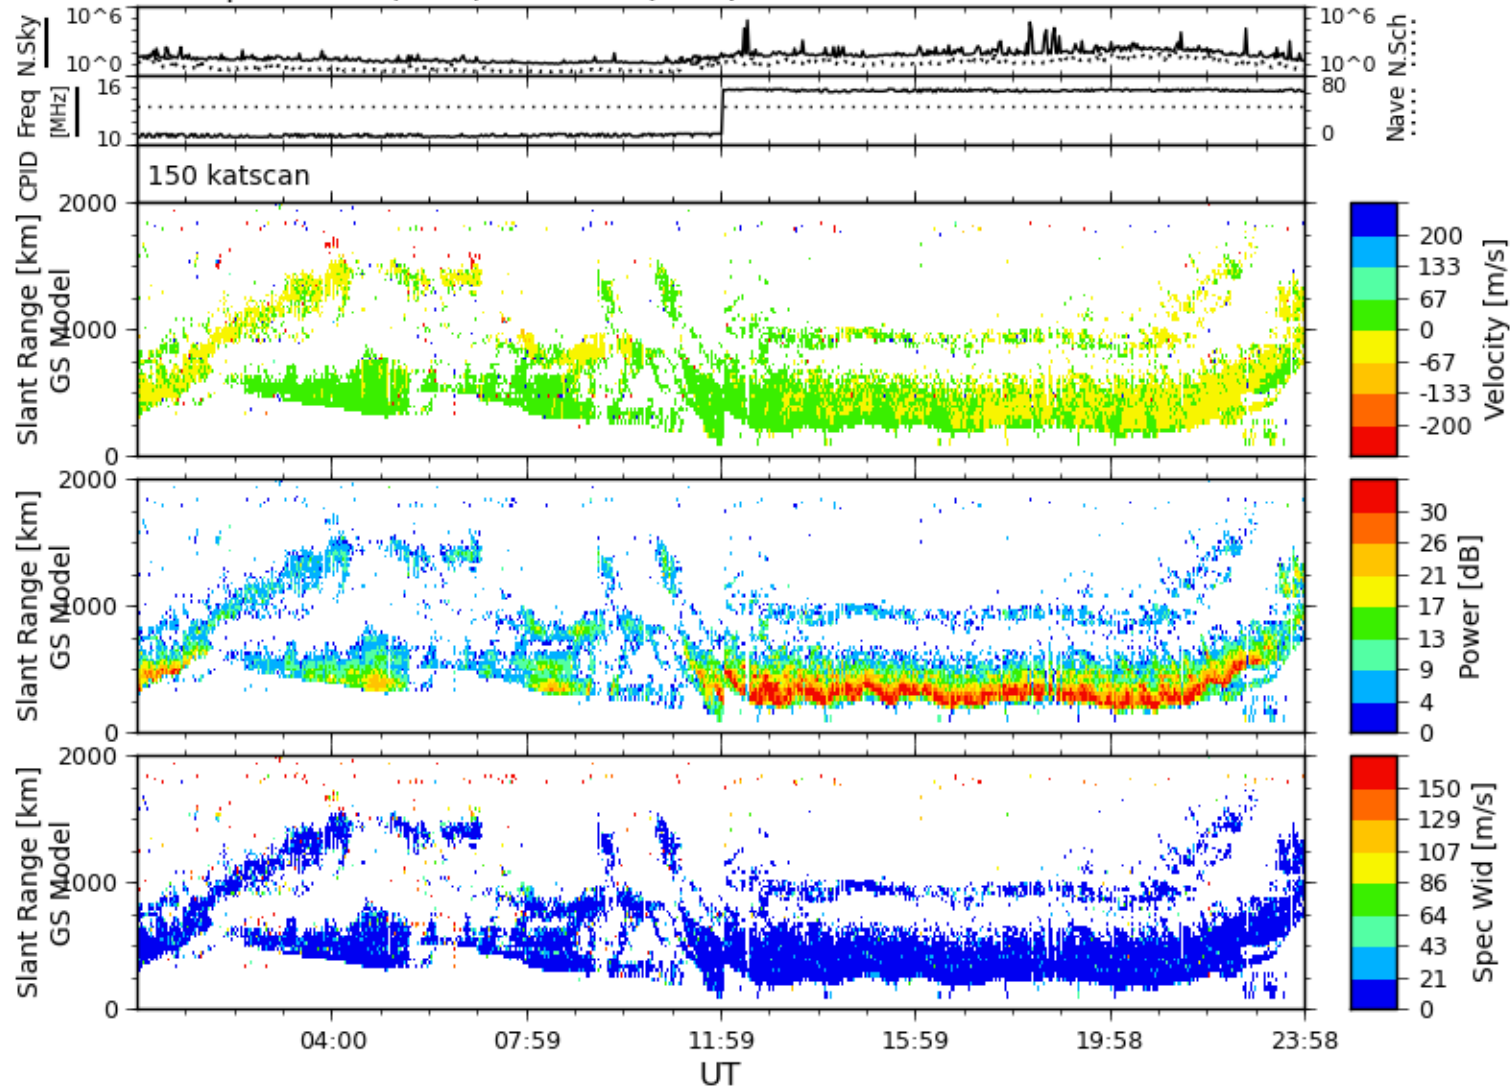 N.Sky
10^6
10^0
10^6
10^0
N.Sch
Freq
[MHz]
16
10
80
0
Nave
CPID
150 katscan
Slant Range [km]
GS Model
2000
1000
0
200
133
67
0
-67
-133
-200
Velocity [m/s]
Slant Range [km]
GS Model
2000
1000
0
30
26
21
17
13
9
4
0
Power [dB]
Slant Range [km]
GS Model
2000
1000
0
150
129
107
86
64
43
21
0
Spec Wid [m/s]
04:00 07:59 11:59 15:59 19:58 23:58
UT